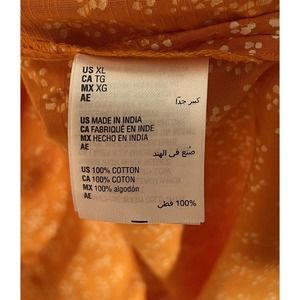 US XL
CA TG
MX XG
AE كبير جدًا
US MADE IN INDIA
CA FABRIQUÉ EN INDE
MX HECHO EN INDIA
AE صُنع في الهند
US 100% COTTON
CA 100% COTON
MX 100% algodón
AE 100% قطن